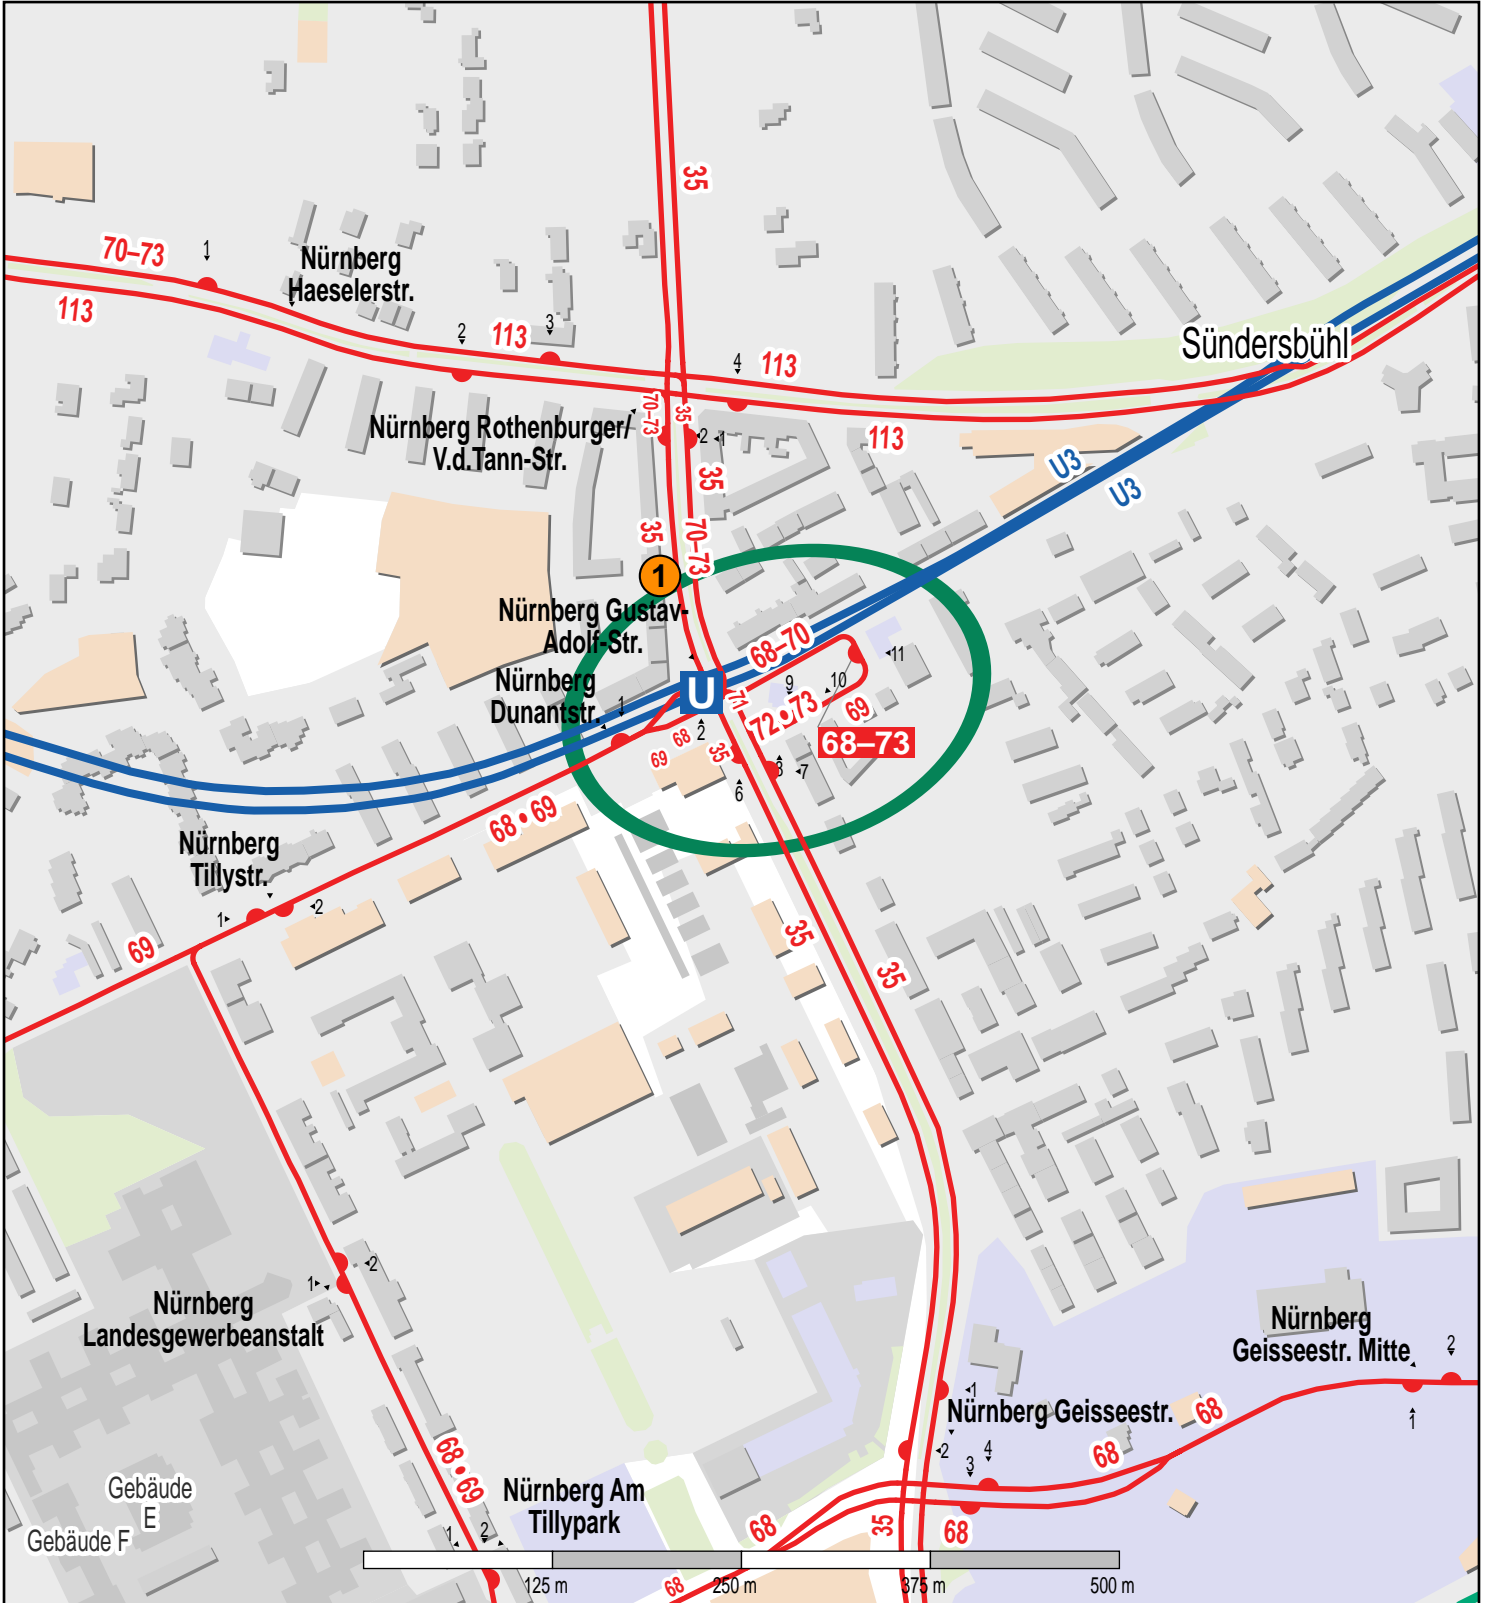 35
70–73
1
Nürnberg
Haeselerstr.
113
2
113
3
4
113
Sündersbühl
70–73
35
Nürnberg Rothenburger/
V.d.Tann-Str.
2
1
113
35
U3
U3
35
70–73
1
Nürnberg Gustav-
Adolf-Str.
68–70
11
Nürnberg
Dunantstr.
1
U
71
9
10
72•73
69
2
68
69
35
68–73
8
7
6
68•69
Nürnberg
Tillystr.
1
2
69
35
35
2
1
Nürnberg
Landesgewerbeanstalt
Nürnberg
Geisseestr. Mitte
2
1
1
Nürnberg Geisseestr.
68
2
4
3
68
68•69
Gebäude
E
Nürnberg Am
Tillypark
Gebäude F
1
2
68
35
68
68
125 m
250 m
375 m
500 m